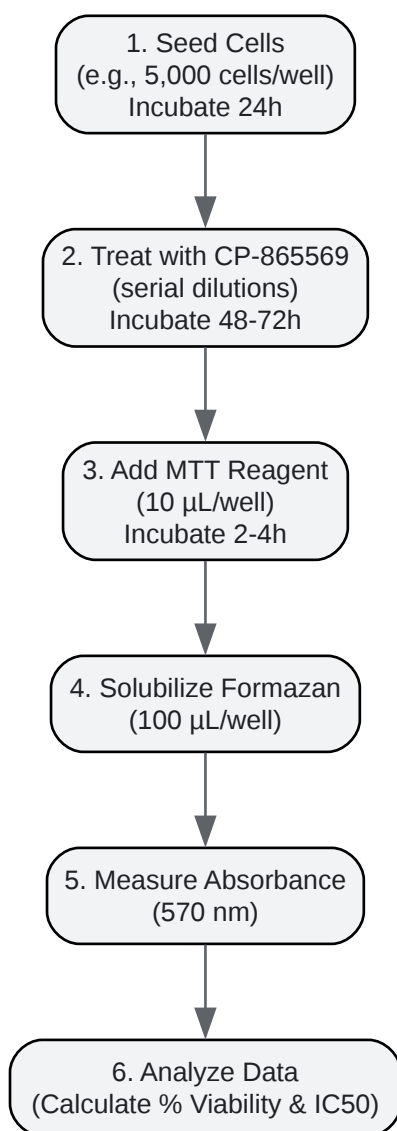 1. Seed Cells
(e.g., 5,000 cells/well)
Incubate 24h
2. Treat with CP-865569
(serial dilutions)
Incubate 48-72h
3. Add MTT Reagent
(10 µL/well)
Incubate 2-4h
4. Solubilize Formazan
(100 µL/well)
5. Measure Absorbance
(570 nm)
6. Analyze Data
(Calculate % Viability & IC50)